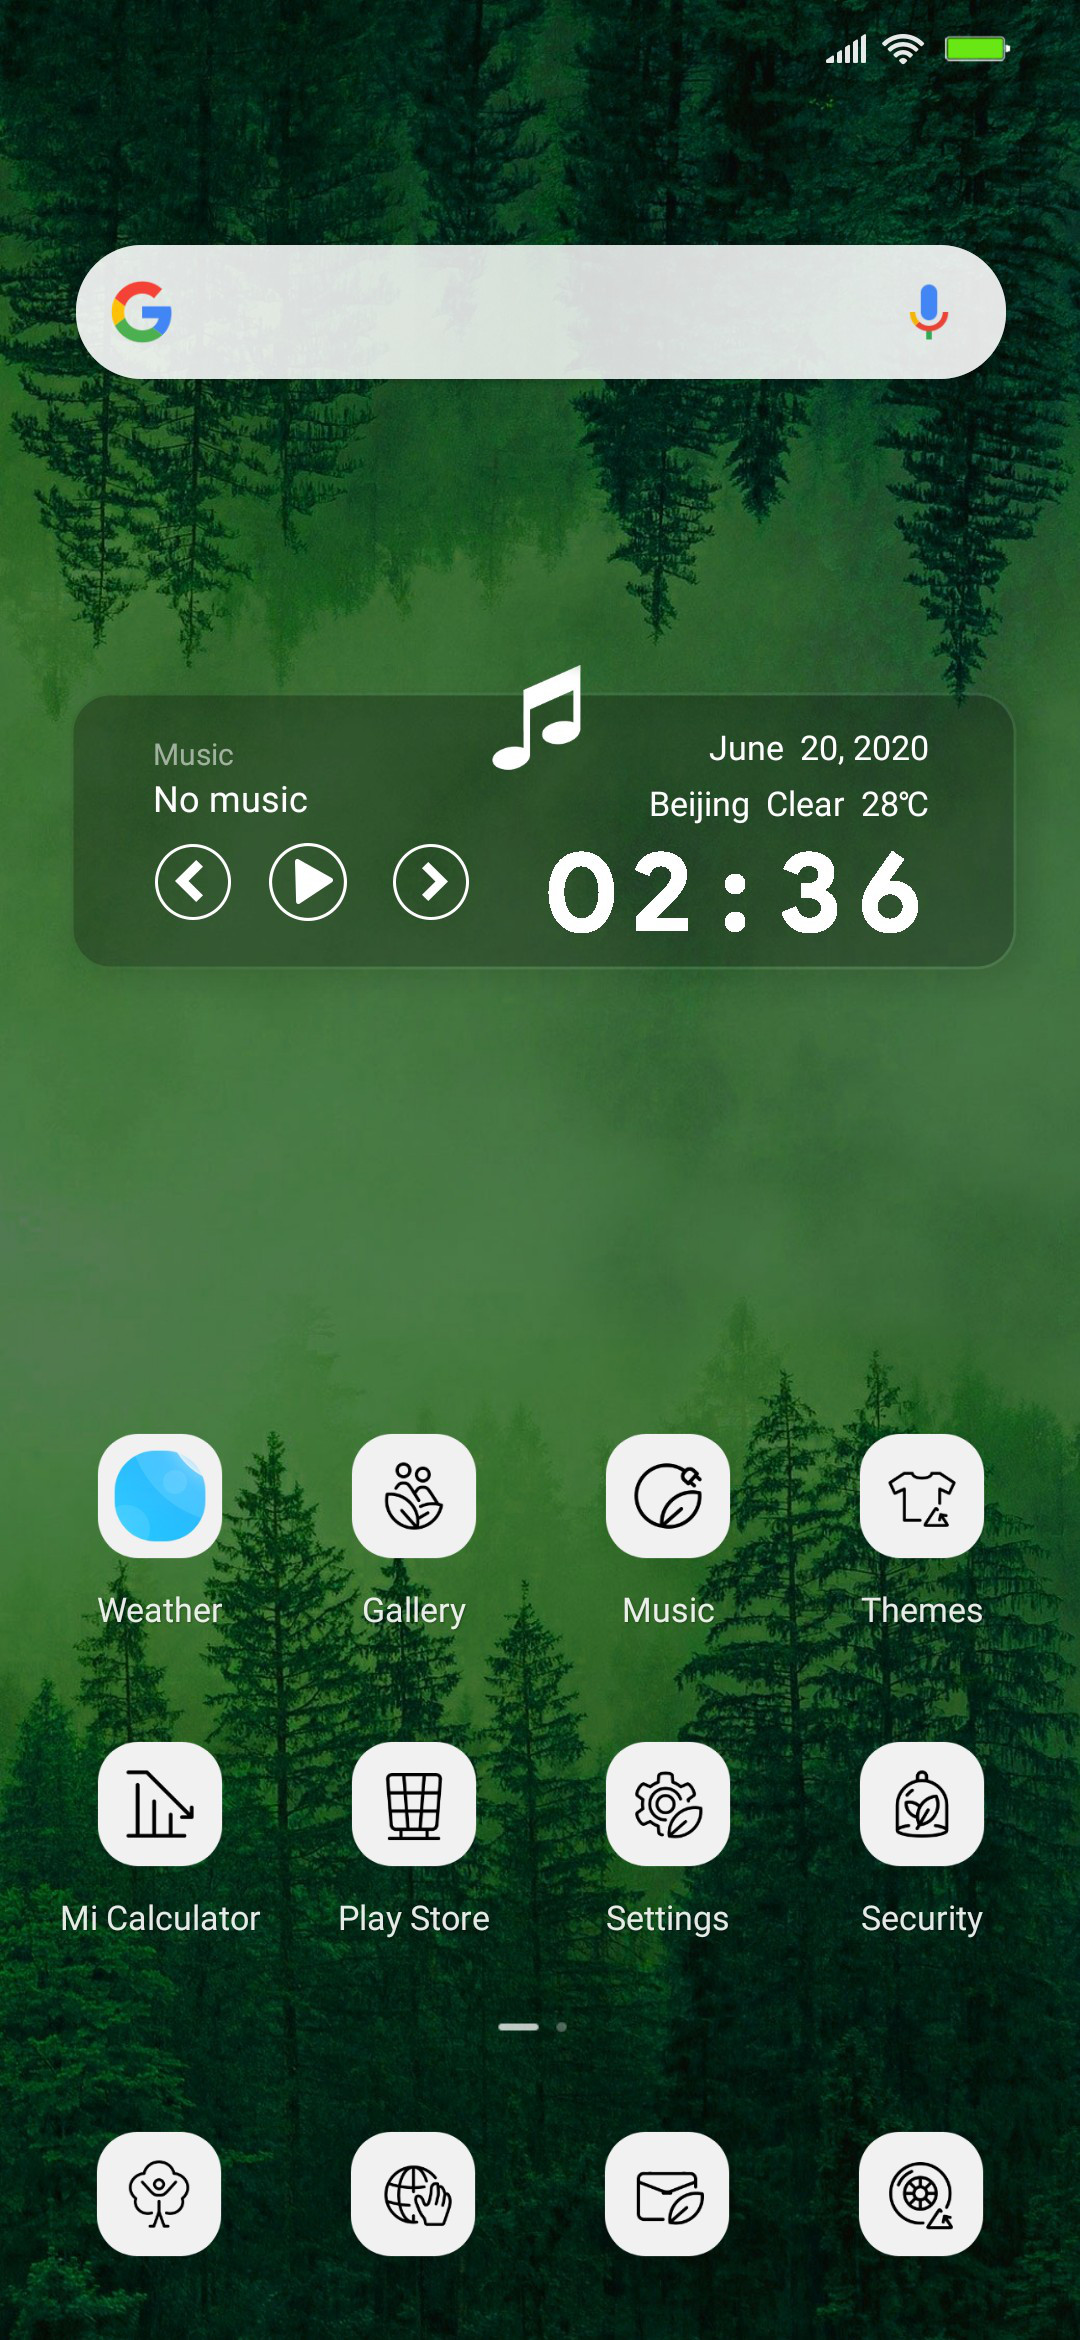 Music
No music
June 20, 2020
Beijing Clear 28℃
02:36
Weather
Gallery
Music
Themes
Mi Calculator
Play Store
Settings
Security